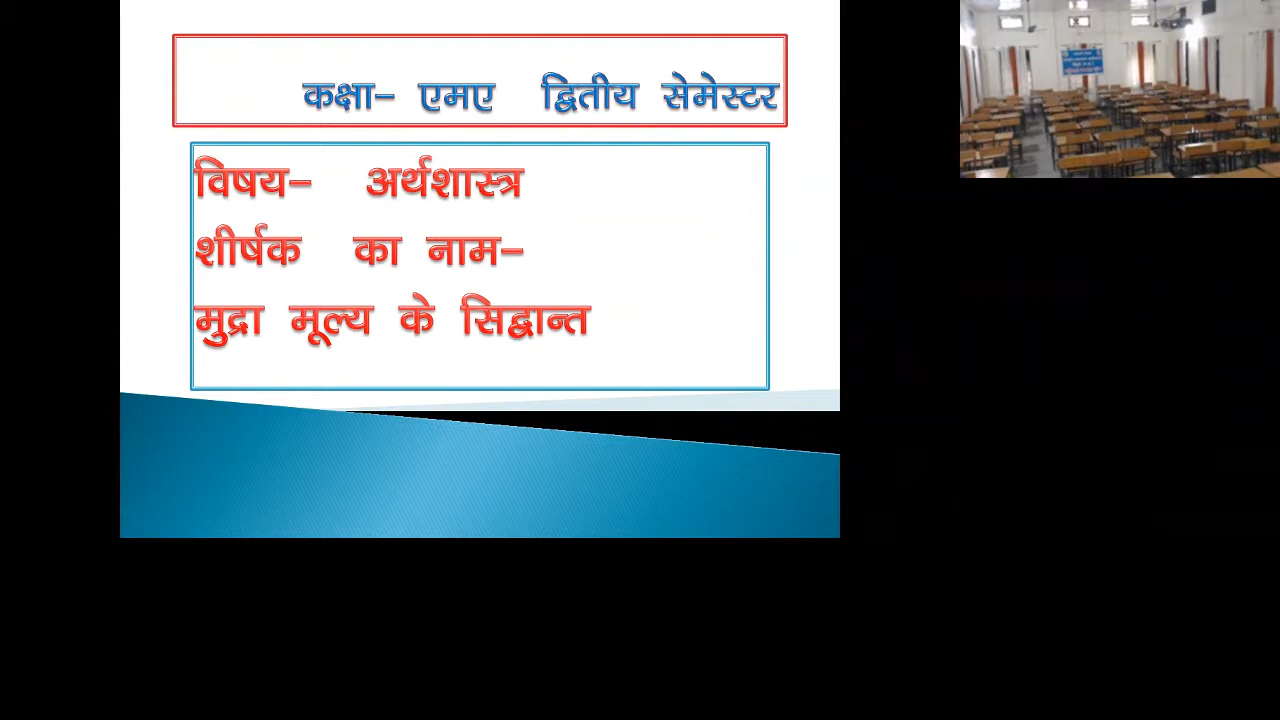 कक्षा- एमए द्वितीय सेमेस्टर
विषय- अर्थशास्त्र
शीर्षक का नाम-
मुद्रा मूल्य के सिद्वान्त